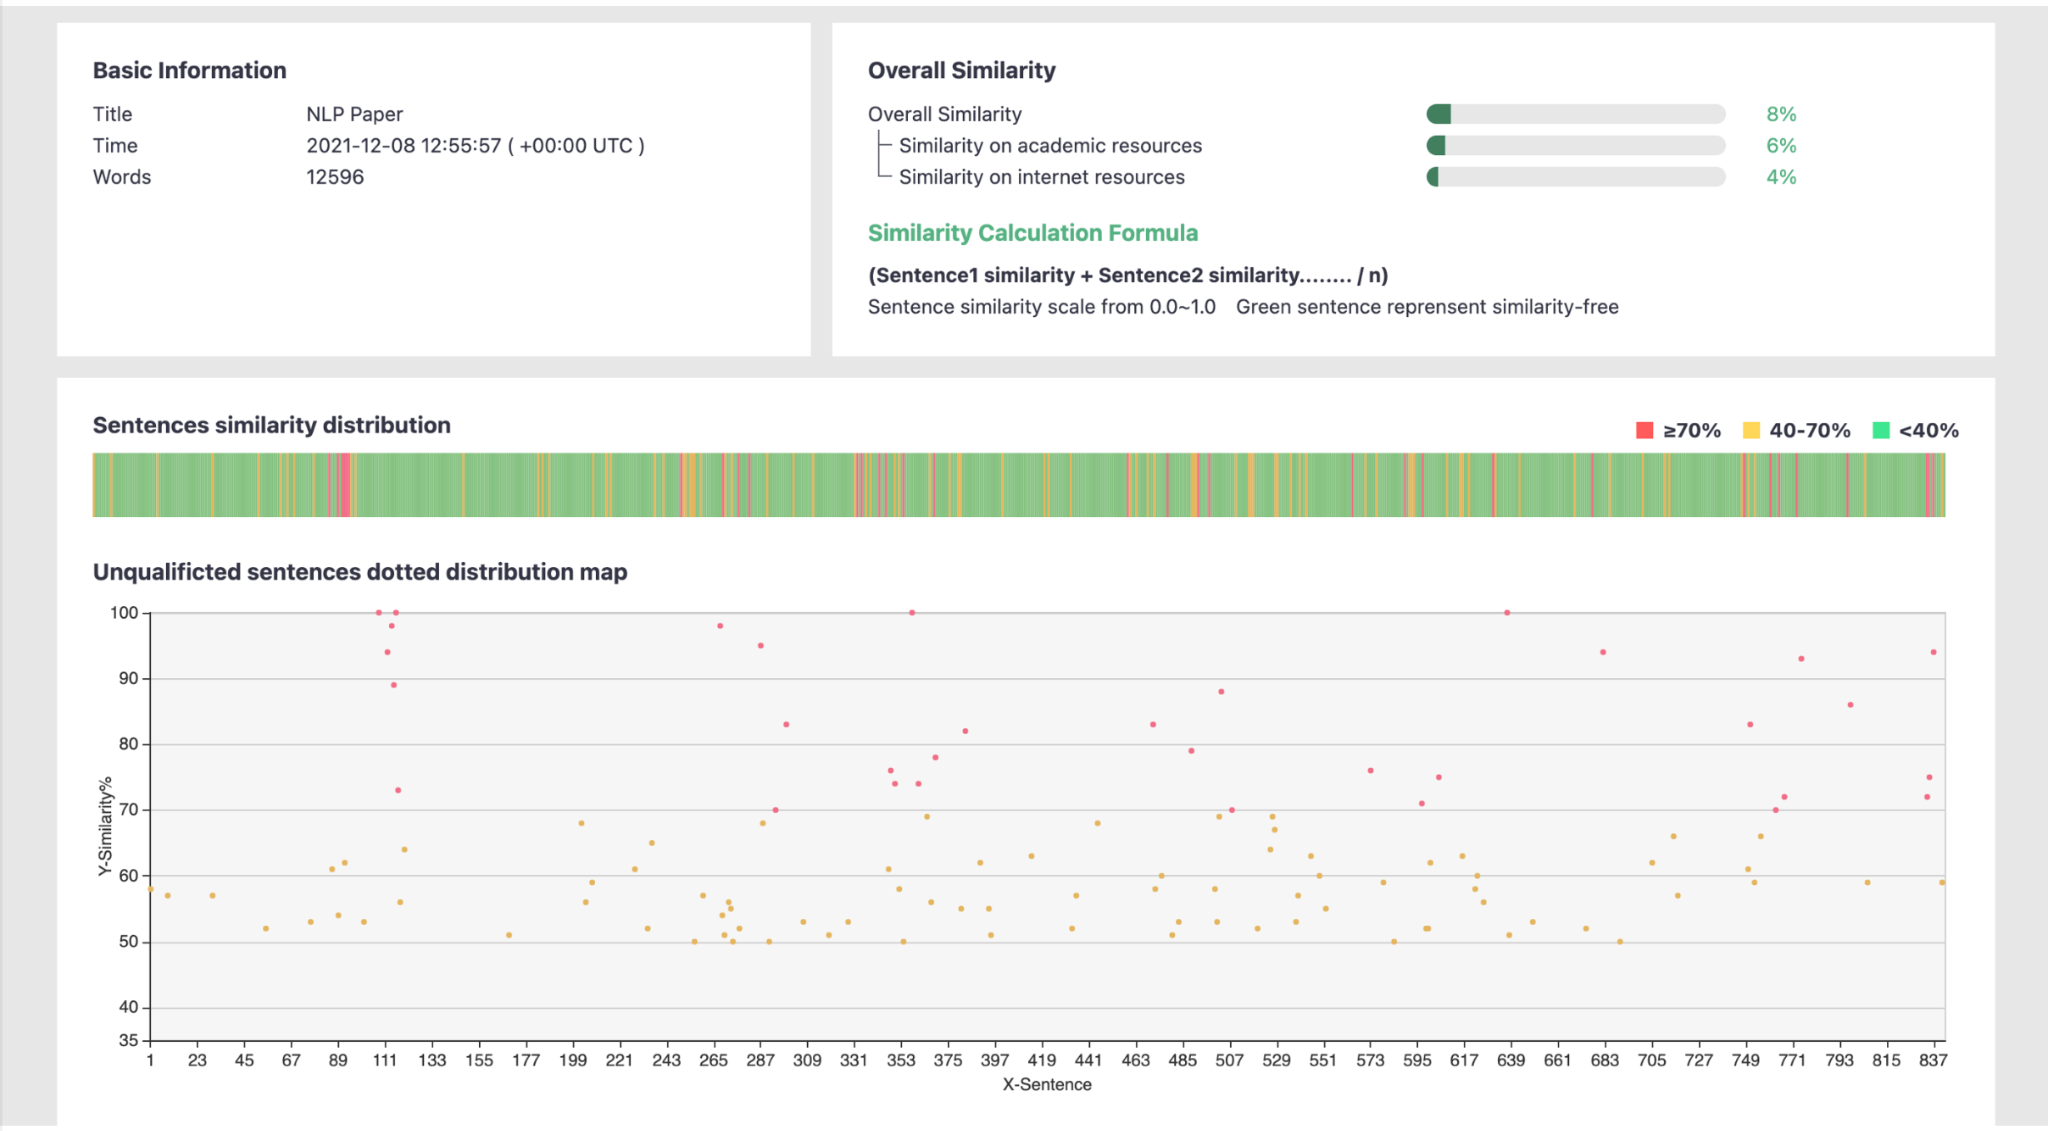 Basic Information
Title NLP Paper
Time 2021-12-08 12:55:57 ( +00:00 UTC )
Words 12596
Overall Similarity
Overall Similarity 8%
Similarity on academic resources 6%
Similarity on internet resources 4%
Similarity Calculation Formula
(Sentence1 similarity + Sentence2 similarity........ / n)
Sentence similarity scale from 0.0~1.0 Green sentence reprensent similarity-free
Sentences similarity distribution
≥70% 40-70% <40%
Unqualificted sentences dotted distribution map
100
90
80
70
60
50
40
35
Y-Similarity%
1 23 45 67 89 111 133 155 177 199 221 243 265 287 309 331 353 375 397 419 441 463 485 507 529 551 573 595 617 639 661 683 705 727 749 771 793 815 837
X-Sentence